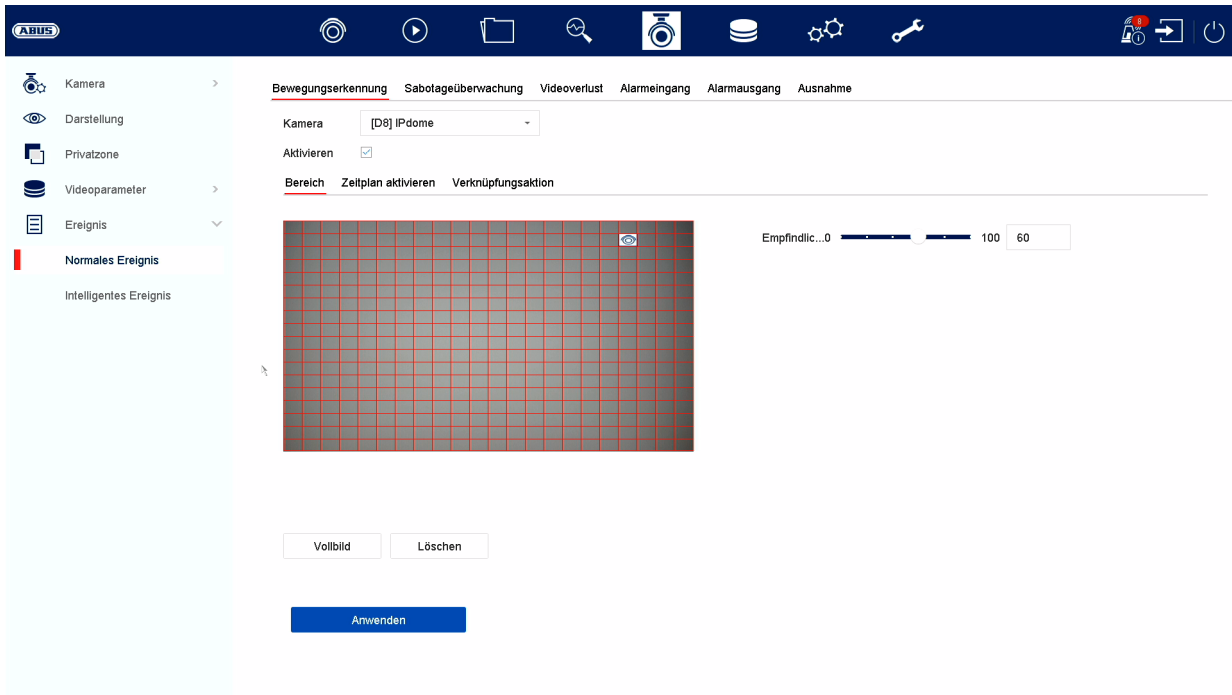 ABUS
8
Kamera
Darstellung
Privatzone
Videoparameter
Ereignis
Normales Ereignis
Intelligentes Ereignis
Bewegungserkennung Sabotageüberwachung Videoverlust Alarmeingang Alarmausgang Ausnahme
Kamera [D8] IPdome
Aktivieren
Bereich Zeitplan aktivieren Verknüpfungsaktion
Empfindlic...0 100 60
Vollbild Löschen
Anwenden